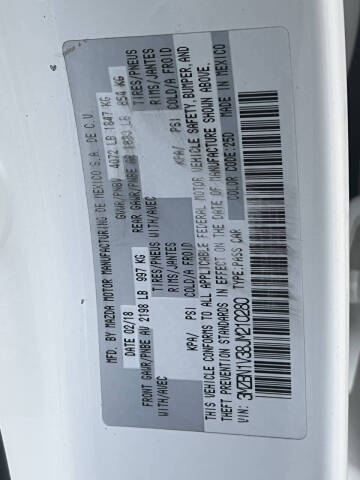 MFD. BY MAZDA MOTOR MANUFACTURING DE MEXICO S.A. DE C.V.
DATE 02/18 GVWR/PNBV 4072 LB 1847 KG
FRONT GAWR/PNBE AV 2198 LB 997 KG REAR GAWR/PNBE AR 1883 LB 854 KG
WITH/AVEC TIRES/PNEUS WITH/AVEC TIRES/PNEUS
RIMS/JANTES RIMS/JANTES
KPA/ PSI COLD/A FROID KPA/ PSI COLD/A FROID
THIS VEHICLE CONFORMS TO ALL APPLICABLE FEDERAL MOTOR VEHICLE SAFETY, BUMPER, AND
THEFT PREVENTION STANDARDS IN EFFECT ON THE DATE OF MANUFACTURE SHOWN ABOVE.
VIN: 3MZBN1V38JM210280 TYPE:PASS CAR COLOR CODE:25D MADE IN MEXICO